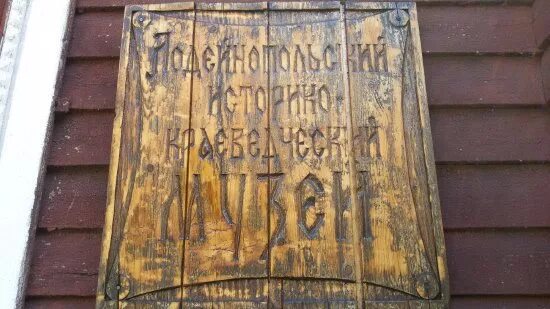 Лодейнопольский
историко-
краеведческий
музей